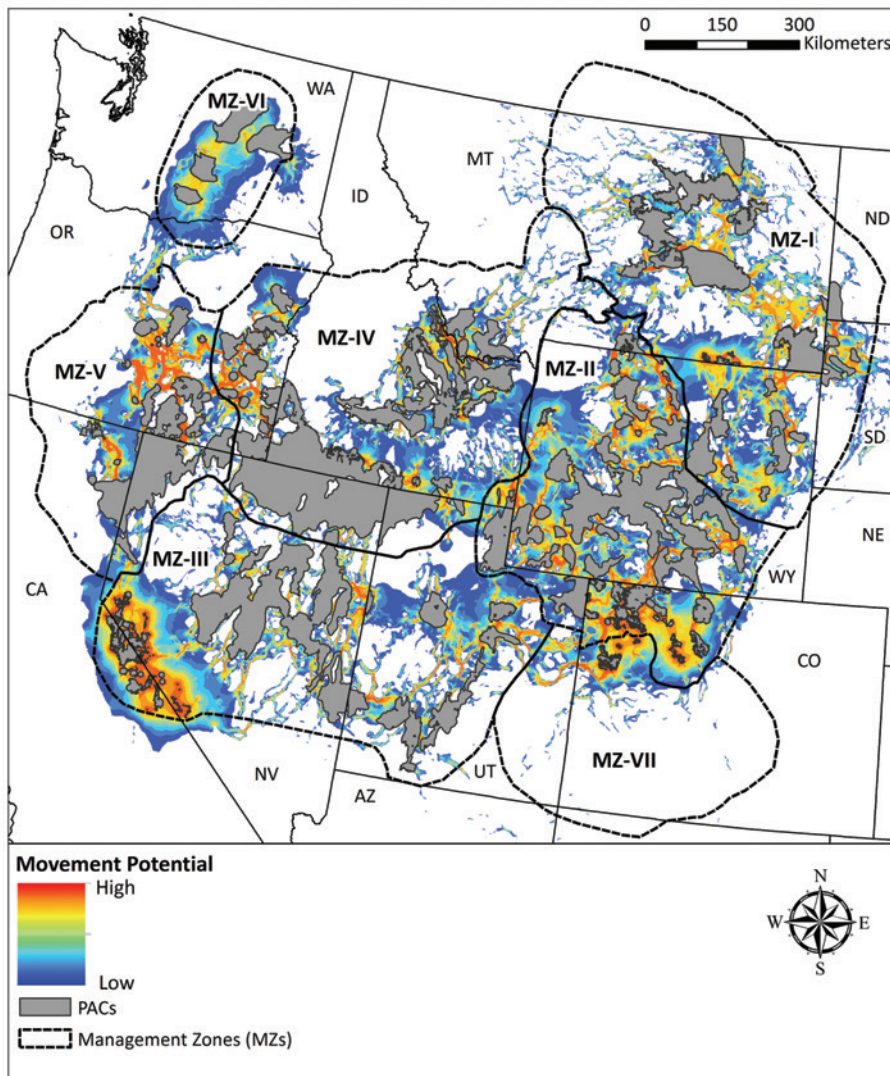 0 150 300
Kilometers
WA
MZ-VI
MT
ID
ND
OR
MZ-I
MZ-IV
MZ-V
MZ-II
SD
MZ-III
NE
WY
CA
CO
MZ-VII
NV
UT
AZ
Movement Potential
High
Low
PACs
Management Zones (MZs)
N
W E
S